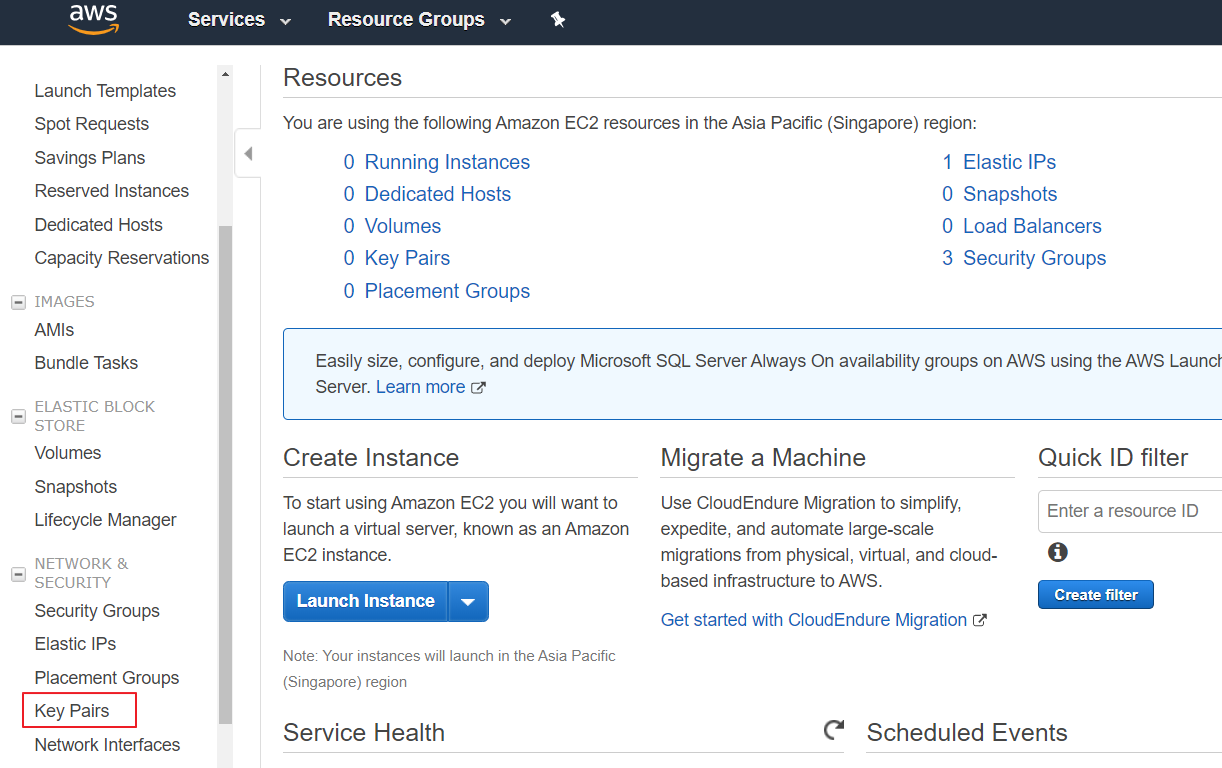 aws Services Resource Groups
Launch Templates
Spot Requests
Savings Plans
Reserved Instances
Dedicated Hosts
Capacity Reservations
IMAGES
AMIs
Bundle Tasks
ELASTIC BLOCK
STORE
Volumes
Snapshots
Lifecycle Manager
NETWORK &
SECURITY
Security Groups
Elastic IPs
Placement Groups
Key Pairs
Network Interfaces
Resources
You are using the following Amazon EC2 resources in the Asia Pacific (Singapore) region:
0 Running Instances
0 Dedicated Hosts
0 Volumes
0 Key Pairs
0 Placement Groups
1 Elastic IPs
0 Snapshots
0 Load Balancers
3 Security Groups
Easily size, configure, and deploy Microsoft SQL Server Always On availability groups on AWS using the AWS Launch
Server. Learn more
Create Instance
To start using Amazon EC2 you will want to
launch a virtual server, known as an Amazon
EC2 instance.
Launch Instance
Note: Your instances will launch in the Asia Pacific
(Singapore) region
Migrate a Machine
Use CloudEndure Migration to simplify,
expedite, and automate large-scale
migrations from physical, virtual, and cloud-
based infrastructure to AWS.
Get started with CloudEndure Migration
Quick ID filter
Enter a resource ID
Create filter
Service Health
Scheduled Events